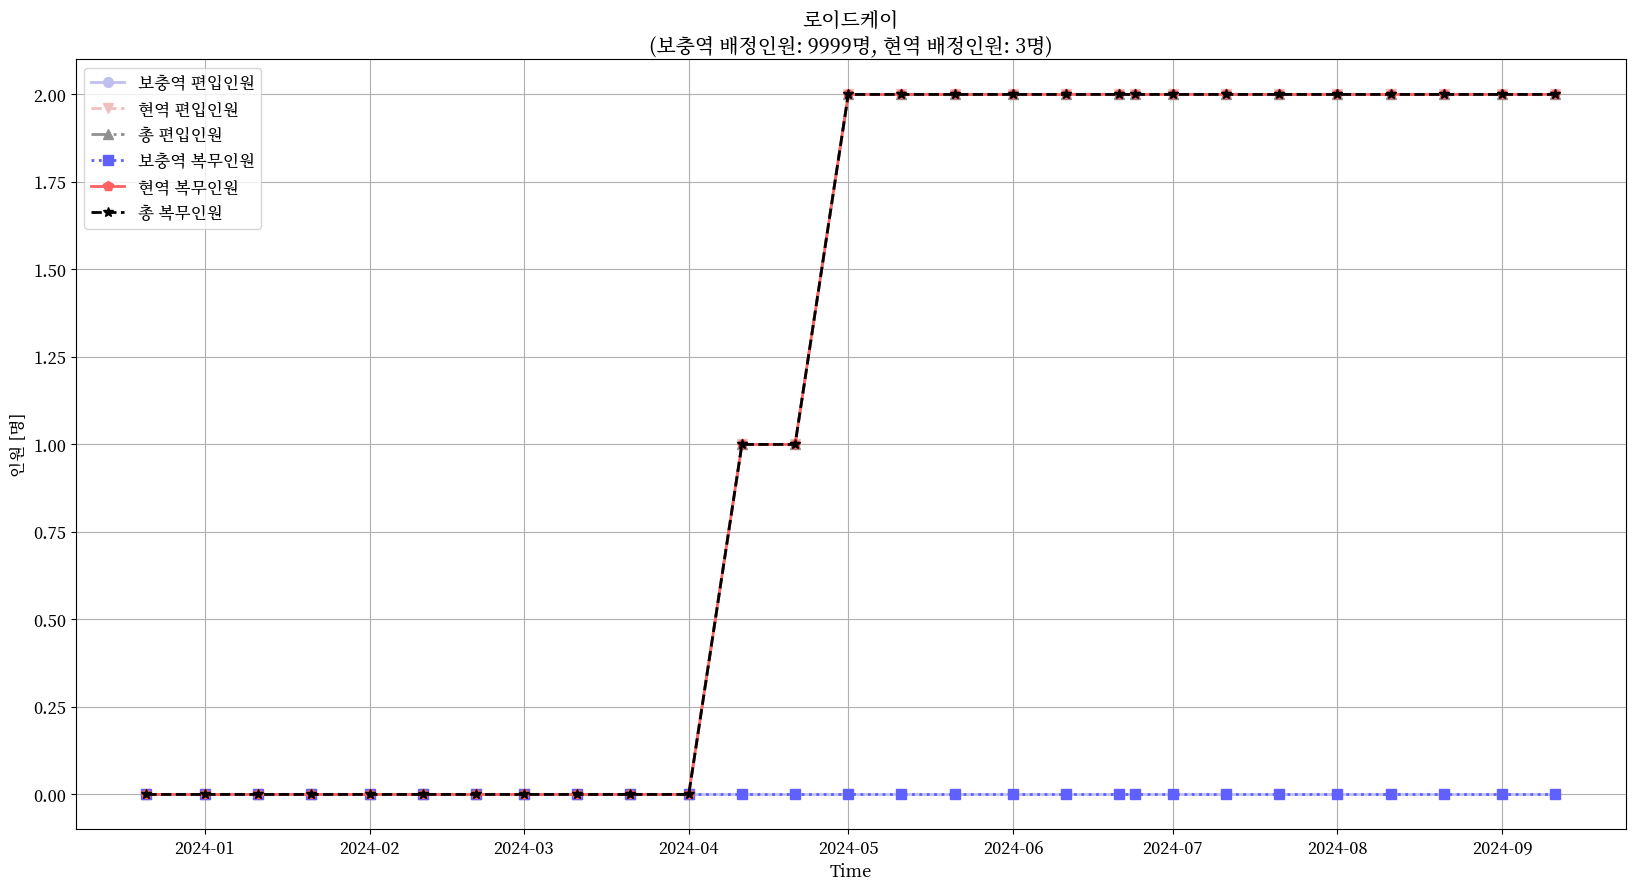 로이드케이
(보충역 배정인원: 9999명, 현역 배정인원: 3명)
보충역 편입인원
현역 편입인원
총 편입인원
보충역 복무인원
현역 복무인원
총 복무인원
2.00
1.75
1.50
1.25
1.00
0.75
0.50
0.25
0.00
인원 [명]
2024-01 2024-02 2024-03 2024-04 2024-05 2024-06 2024-07 2024-08 2024-09
Time